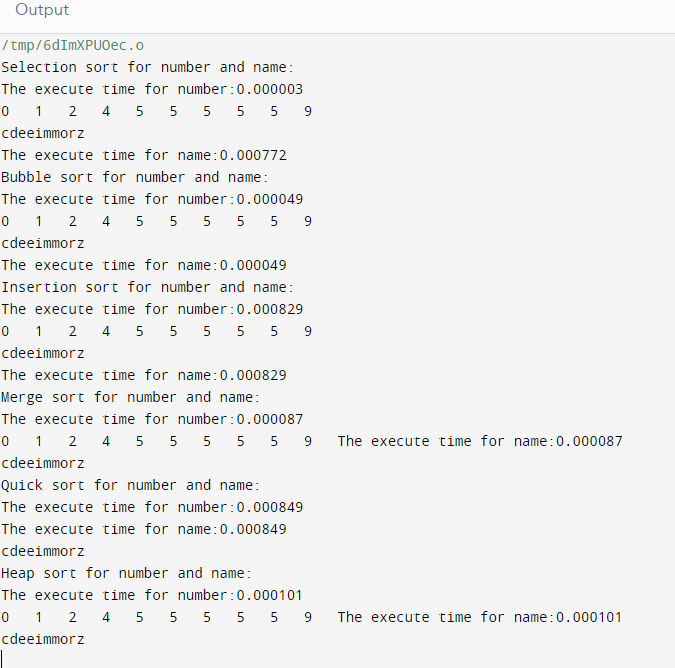 Output
/tmp/6dImXPUOec.o
Selection sort for number and name:
The execute time for number:0.000003
0   1   2   4   5   5   5   5   5   9
cdeeimmorz
The execute time for name:0.000772
Bubble sort for number and name:
The execute time for number:0.000049
0   1   2   4   5   5   5   5   5   9
cdeeimmorz
The execute time for name:0.000049
Insertion sort for number and name:
The execute time for number:0.000829
0   1   2   4   5   5   5   5   5   9
cdeeimmorz
The execute time for name:0.000829
Merge sort for number and name:
The execute time for number:0.000087
0   1   2   4   5   5   5   5   5   9   The execute time for name:0.000087
cdeeimmorz
Quick sort for number and name:
The execute time for number:0.000849
The execute time for name:0.000849
cdeeimmorz
Heap sort for number and name:
The execute time for number:0.000101
0   1   2   4   5   5   5   5   5   9   The execute time for name:0.000101
cdeeimmorz